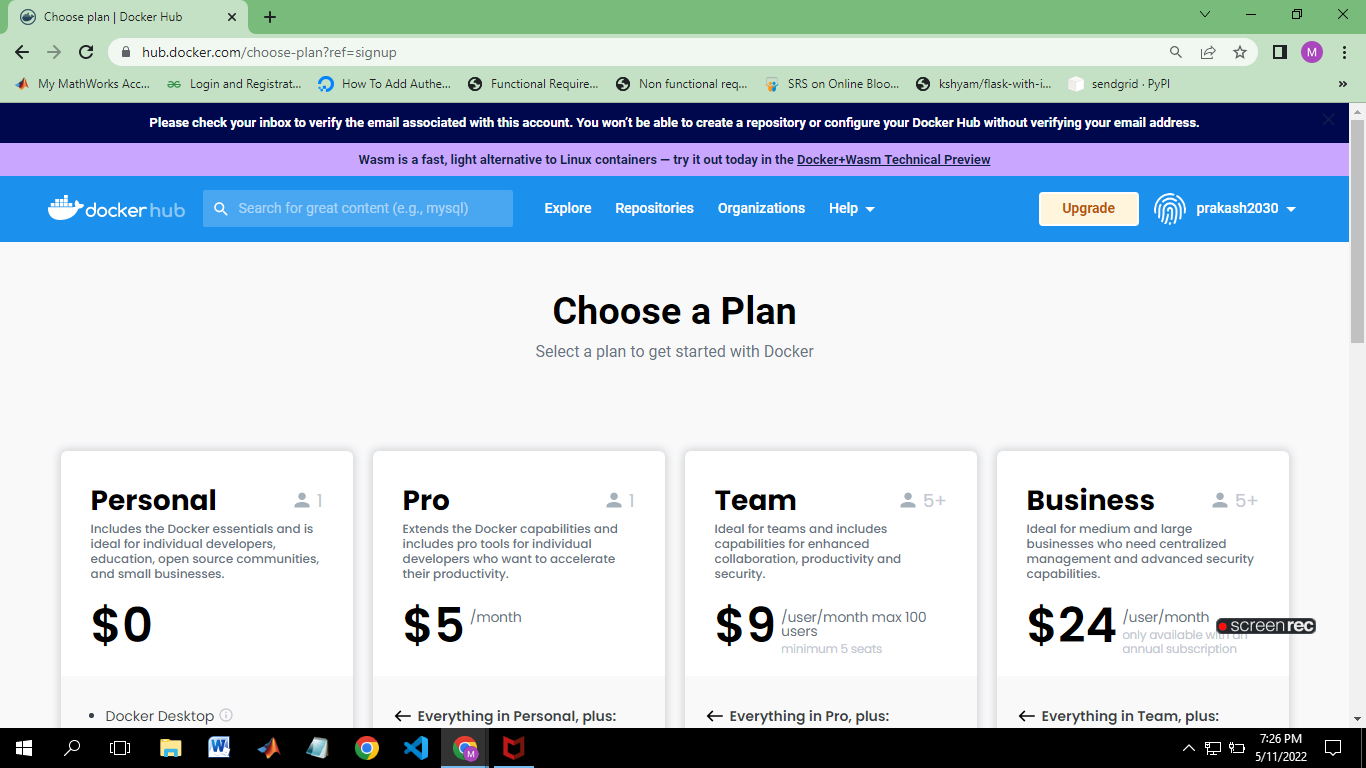 Choose plan | Docker Hub
hub.docker.com/choose-plan?ref=signup
M
My MathWorks Acc...
Login and Registrat...
How To Add Authe...
Functional Require...
Non functional req...
SRS on Online Bloo...
kshyam/flask-with-i...
sendgrid · PyPI
»
Please check your inbox to verify the email associated with this account. You won't be able to create a repository or configure your Docker Hub without verifying your email address.
Wasm is a fast, light alternative to Linux containers — try it out today in the Docker+Wasm Technical Preview
docker hub
Search for great content (e.g., mysql)
Explore
Repositories
Organizations
Help
Upgrade
prakash2030
Choose a Plan
Select a plan to get started with Docker
Personal
1
Includes the Docker essentials and is
ideal for individual developers,
education, open source communities,
and small businesses.
$0
Docker Desktop
Pro
1
Extends the Docker capabilities and
includes pro tools for individual
developers who want to accelerate
their productivity.
$5 /month
Everything in Personal, plus:
Team
5+
Ideal for teams and includes
capabilities for enhanced
collaboration, productivity and
security.
$9 /user/month max 100
users
minimum 5 seats
Everything in Pro, plus:
Business
5+
Ideal for medium and large
businesses who need centralized
management and advanced security
capabilities.
$24 /user/month
only available with an
annual subscription
screenrec
Everything in Team, plus:
7:26 PM
5/11/2022